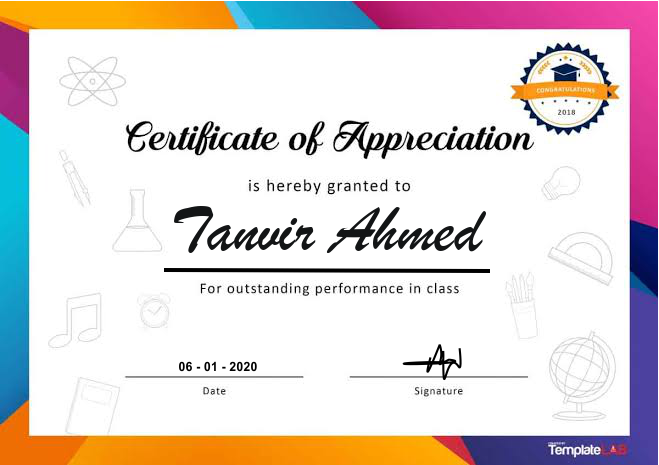 CONGRATULATIONS
2018
Certificate of Appreciation
is hereby granted to
Tanvir Ahmed
For outstanding performance in class
06 - 01 - 2020
Date
Signature
TemplateLAB